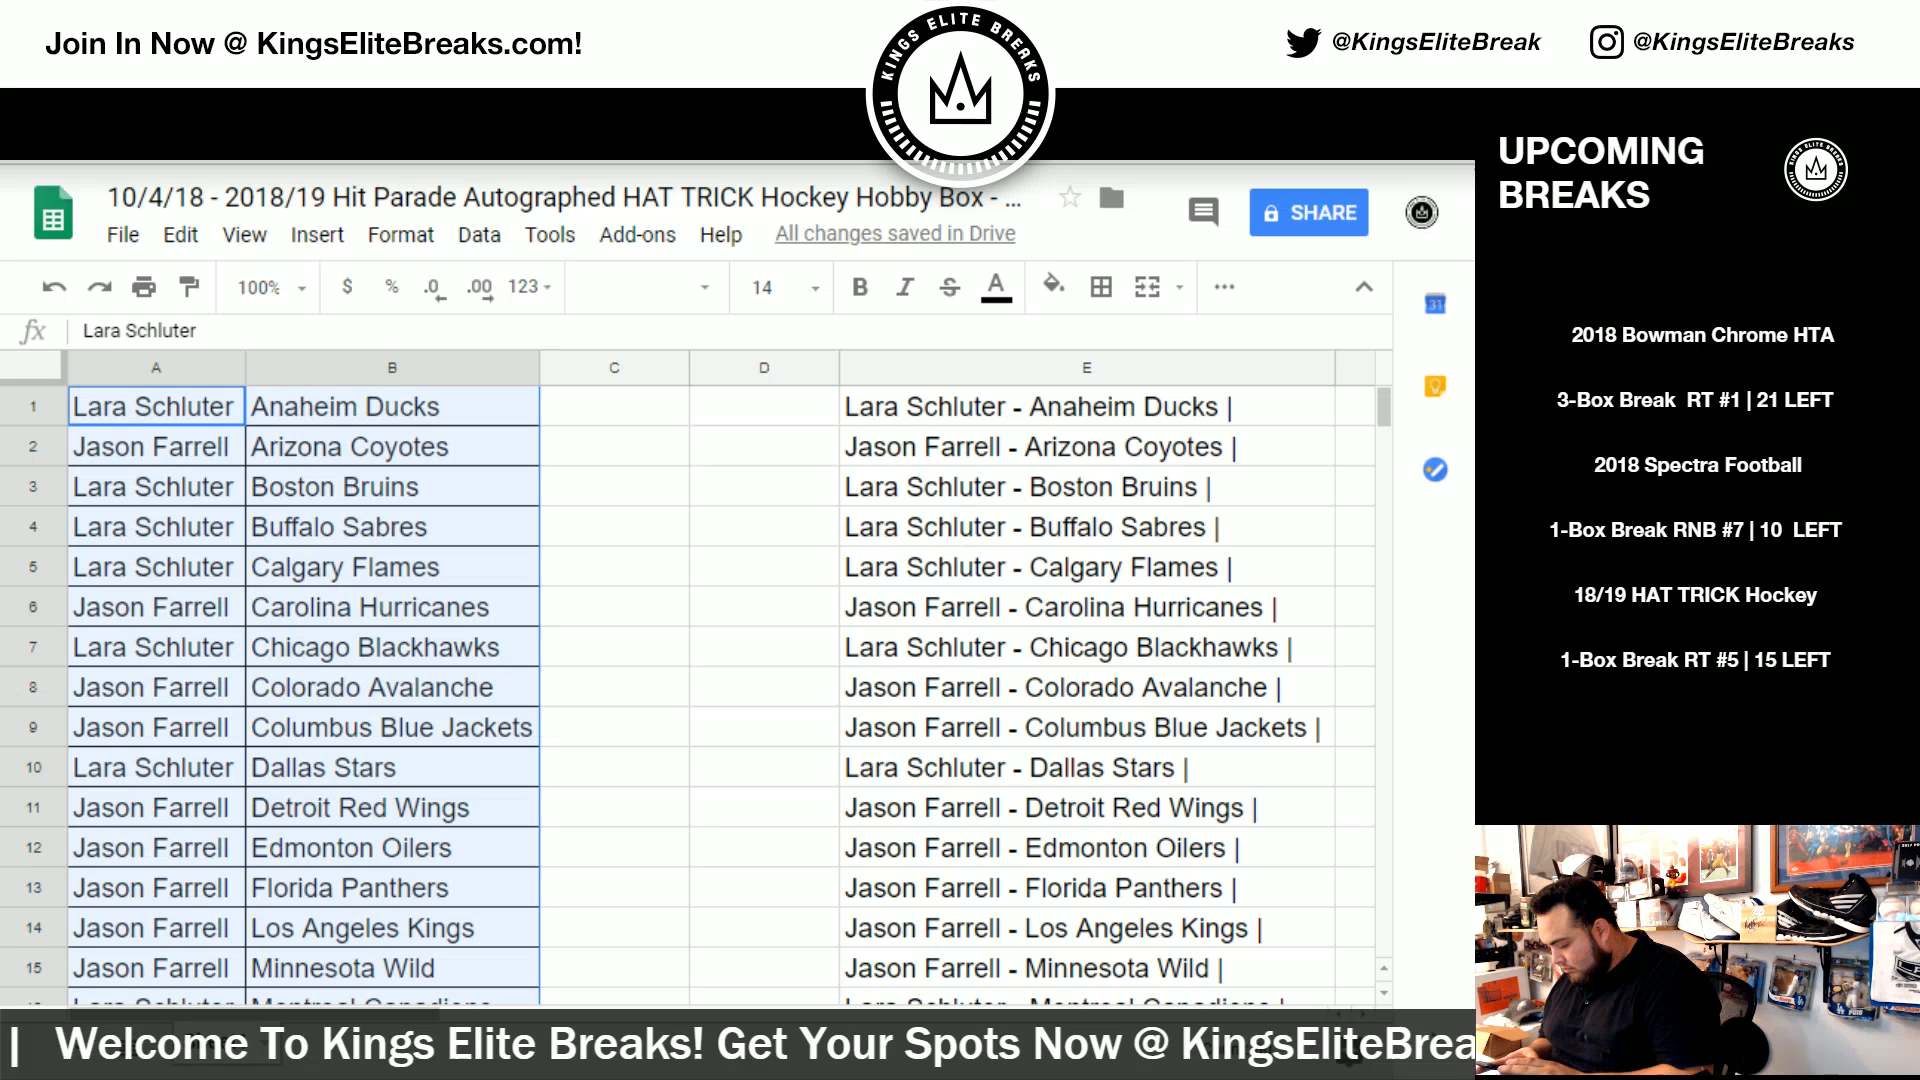 Join In Now @ KingsEliteBreaks.com!
KINGS ELITE BREAKS
@KingsEliteBreak
@KingsEliteBreaks
UPCOMING
BREAKS
10/4/18 - 2018/19 Hit Parade Autographed HAT TRICK Hockey Hobby Box - ...
SHARE
File Edit View Insert Format Data Tools Add-ons Help All changes saved in Drive
100% $ % .0 .00 123 14 B I S A
fx Lara Schluter
31
A B C D E
1 Lara Schluter Anaheim Ducks Lara Schluter - Anaheim Ducks |
2 Jason Farrell Arizona Coyotes Jason Farrell - Arizona Coyotes |
3 Lara Schluter Boston Bruins Lara Schluter - Boston Bruins |
4 Lara Schluter Buffalo Sabres Lara Schluter - Buffalo Sabres |
5 Lara Schluter Calgary Flames Lara Schluter - Calgary Flames |
6 Jason Farrell Carolina Hurricanes Jason Farrell - Carolina Hurricanes |
7 Lara Schluter Chicago Blackhawks Lara Schluter - Chicago Blackhawks |
8 Jason Farrell Colorado Avalanche Jason Farrell - Colorado Avalanche |
9 Jason Farrell Columbus Blue Jackets Jason Farrell - Columbus Blue Jackets |
10 Lara Schluter Dallas Stars Lara Schluter - Dallas Stars |
11 Jason Farrell Detroit Red Wings Jason Farrell - Detroit Red Wings |
12 Jason Farrell Edmonton Oilers Jason Farrell - Edmonton Oilers |
13 Jason Farrell Florida Panthers Jason Farrell - Florida Panthers |
14 Jason Farrell Los Angeles Kings Jason Farrell - Los Angeles Kings |
15 Jason Farrell Minnesota Wild Jason Farrell - Minnesota Wild |
Lara Schluter Montreal Canadiens Lara Schluter - Montreal Canadiens |
2018 Bowman Chrome HTA
3-Box Break RT #1 | 21 LEFT
2018 Spectra Football
1-Box Break RNB #7 | 10 LEFT
18/19 HAT TRICK Hockey
1-Box Break RT #5 | 15 LEFT
| Welcome To Kings Elite Breaks! Get Your Spots Now @ KingsEliteBrea